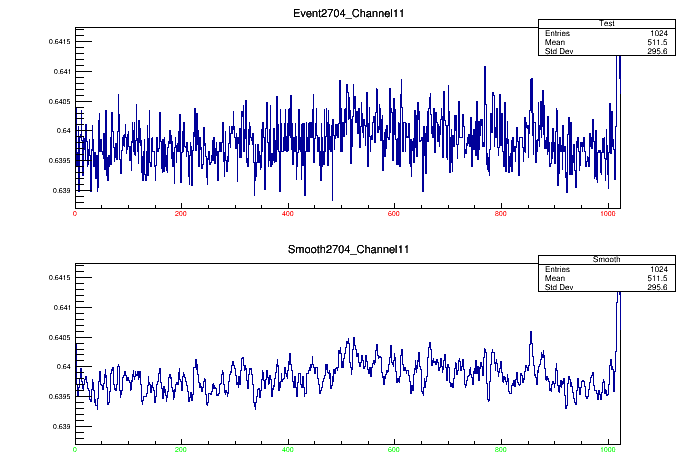 Event2704_Channel11
Test
Entries 1024
Mean 511.5
Std Dev 295.6
0.6415
0.641
0.6405
0.64
0.6395
0.639
0 200 400 600 800 1000
Smooth2704_Channel11
Smooth
Entries 1024
Mean 511.5
Std Dev 295.6
0.6415
0.641
0.6405
0.64
0.6395
0.639
0 200 400 600 800 1000